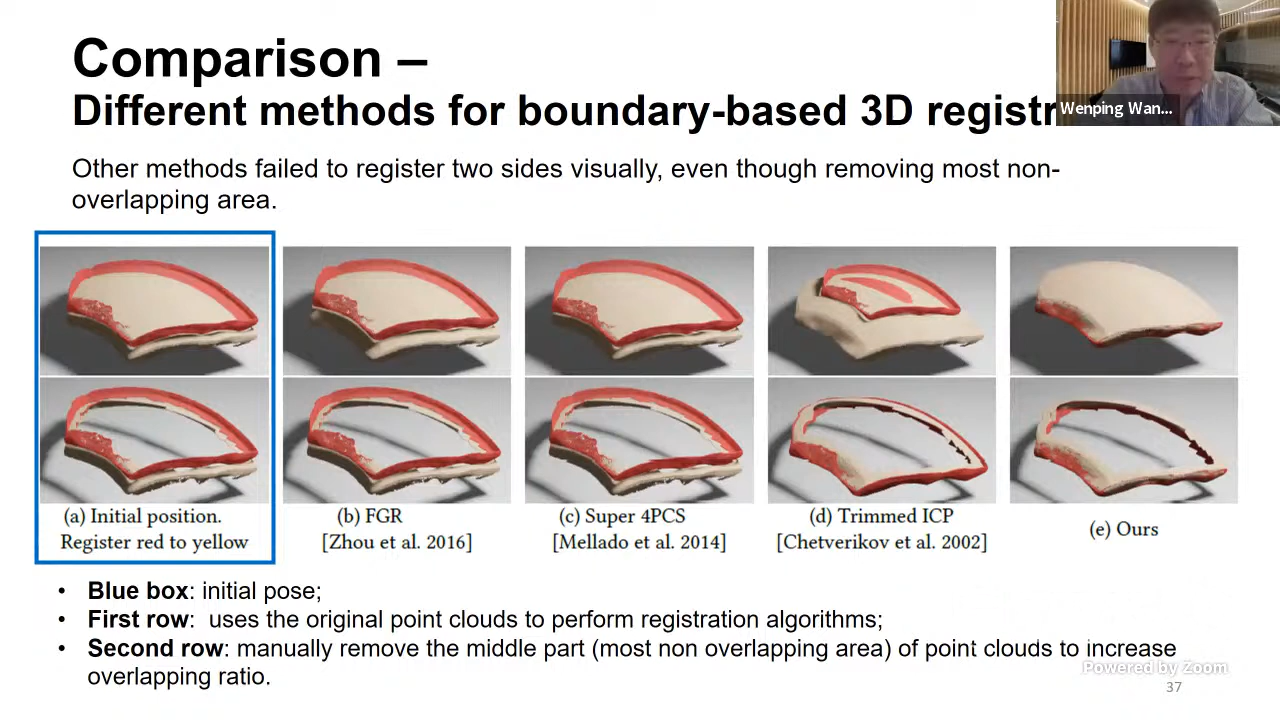 Comparison –
Different methods for boundary-based 3D registr
Wenping Wan...
Other methods failed to register two sides visually, even though removing most non-
overlapping area.
(a) Initial position.
Register red to yellow
(b) FGR
[Zhou et al. 2016]
(c) Super 4PCS
[Mellado et al. 2014]
(d) Trimmed ICP
[Chetverikov et al. 2002]
(e) Ours
• Blue box: initial pose;
• First row: uses the original point clouds to perform registration algorithms;
• Second row: manually remove the middle part (most non overlapping area) of point clouds to increase
overlapping ratio.
Powered by Zoom
37